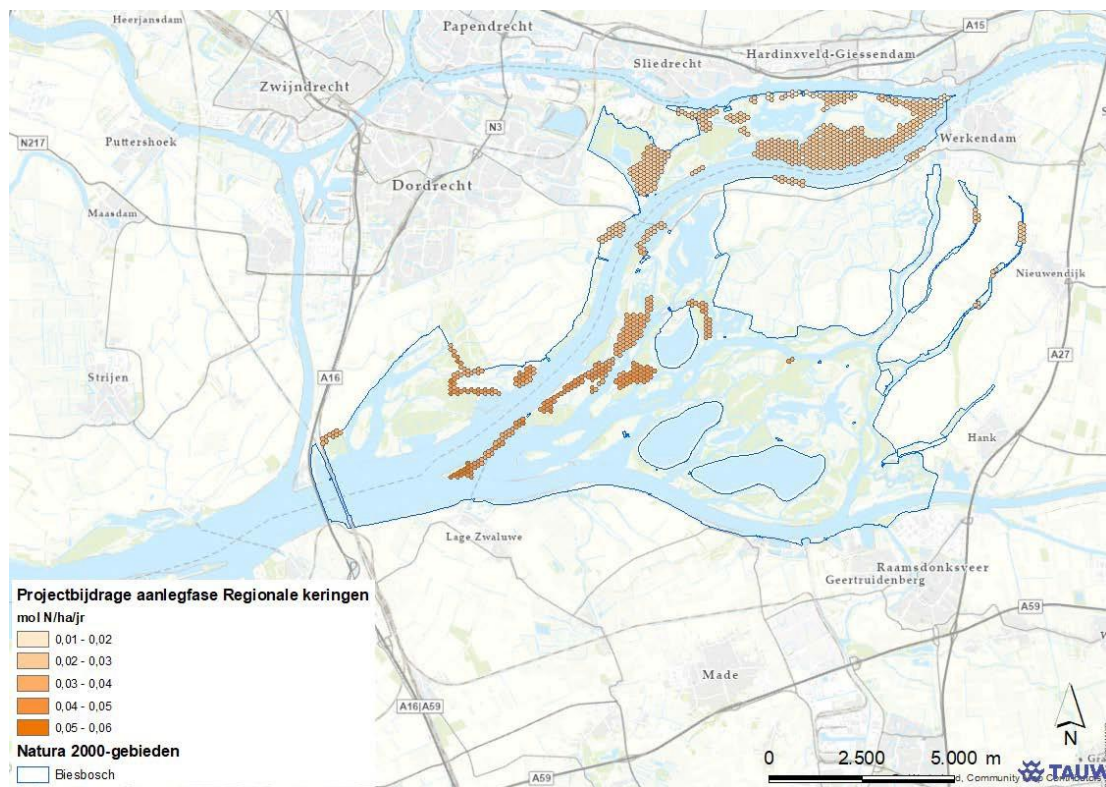 Heerjansdam
Papendrecht
A15
Hardinxveld-Giessendam
Sliedrecht
Zwijndrecht
N3
N217
Puttershoek
Werkendam
Dordrecht
Maasdam
Nieuwendijk
A27
Strijen
A16
Hank
Lage Zwaluwe
Raamsdonksveer
Geertruidenberg
A59
Made
A16|A59
A59
Projectbijdrage aanlegfase Regionale keringen
mol N/ha/jr
0,01 - 0,02
0,02 - 0,03
0,03 - 0,04
0,04 - 0,05
0,05 - 0,06
Natura 2000-gebieden
Biesbosch
N
0 2.500 5.000 m
Community Map Contributors
TAUW